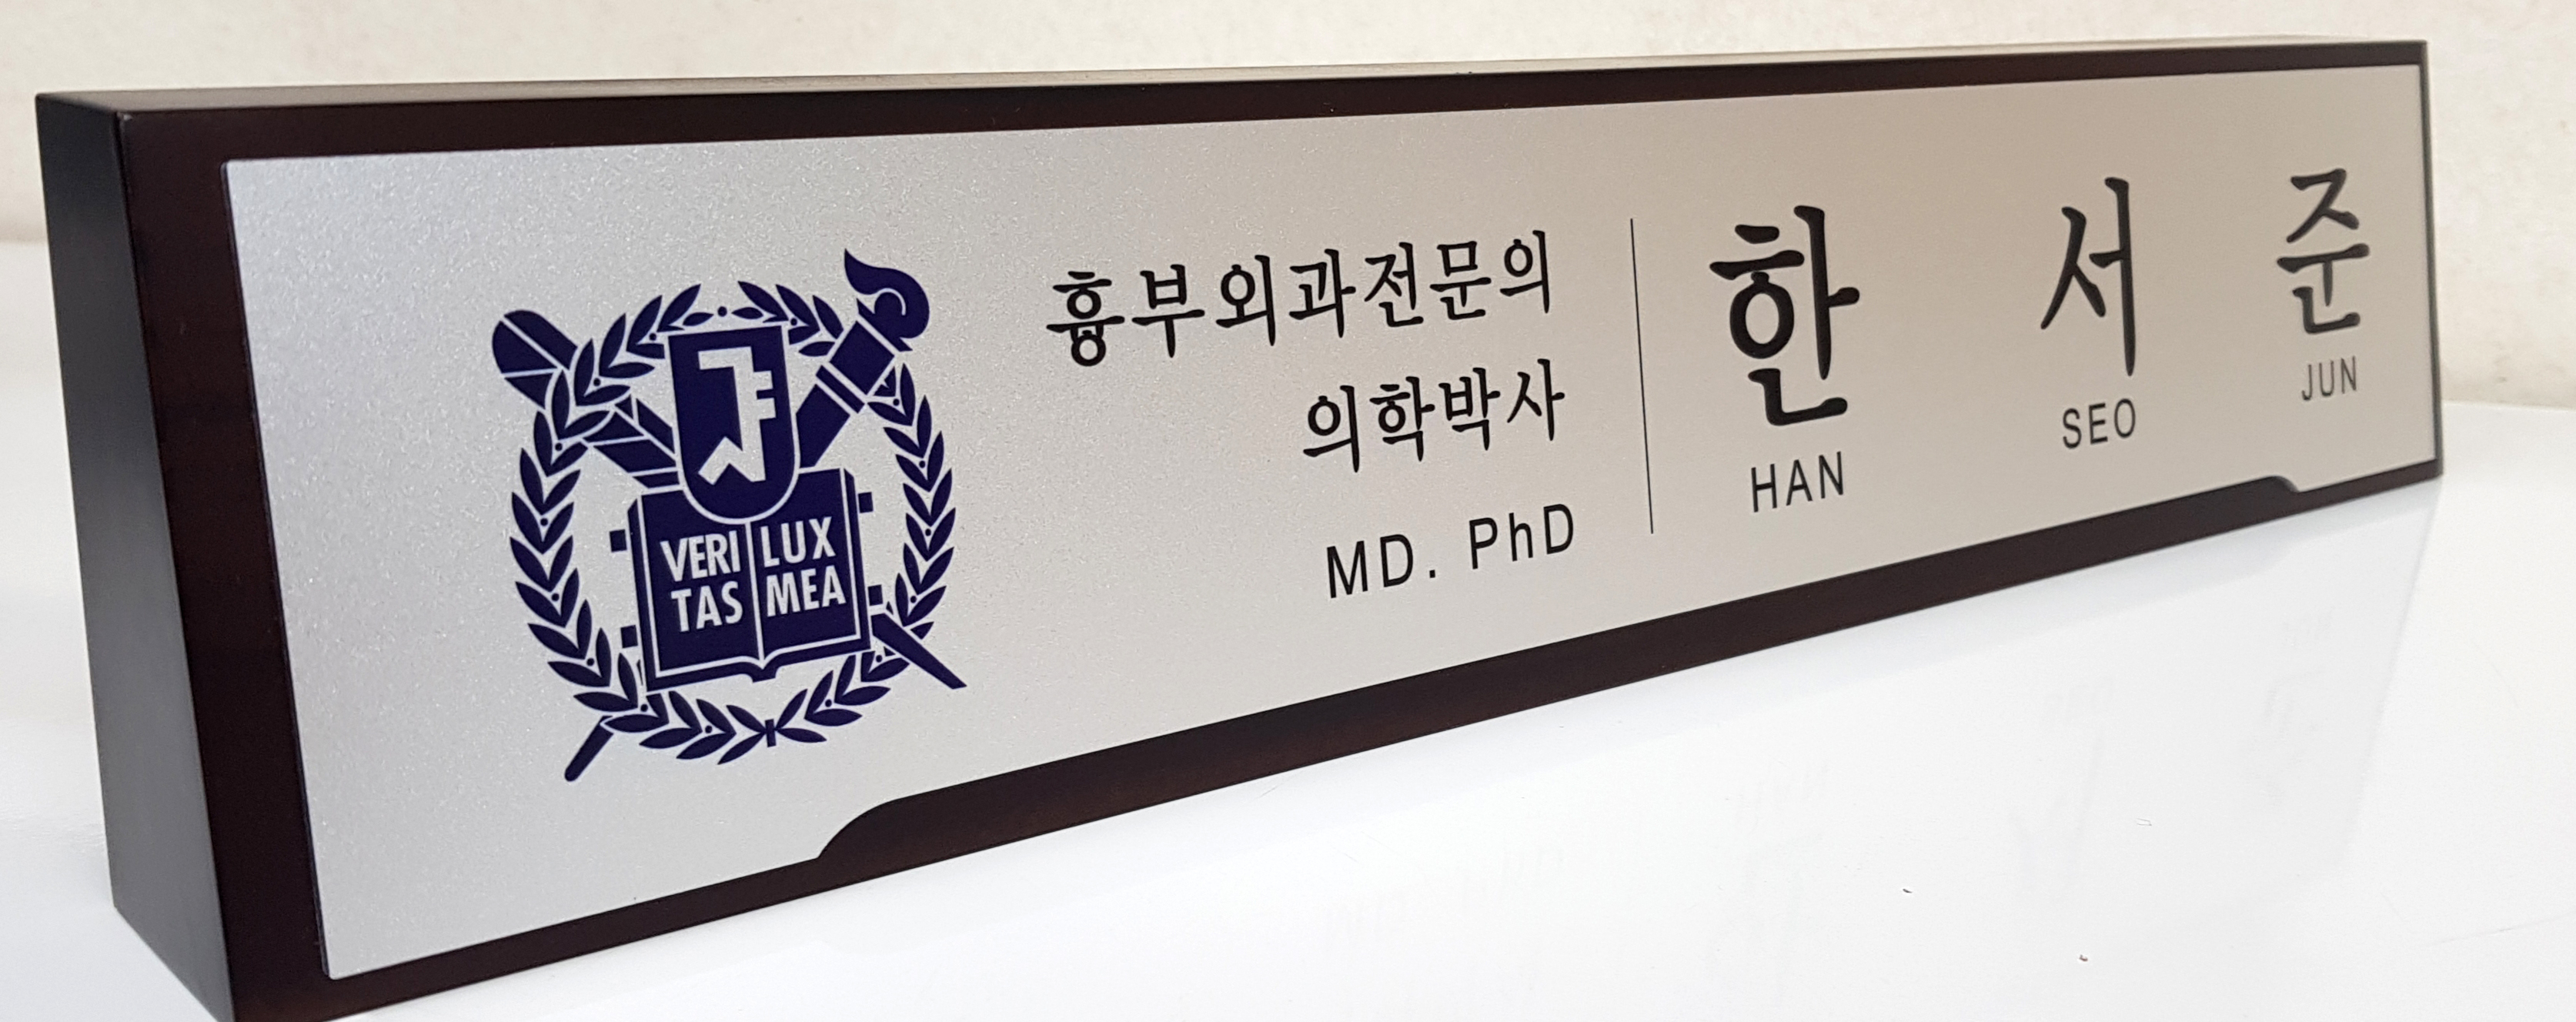 VERI LUX
TAS MEA
흉부외과전문의
의학박사
MD. PhD
한 서 준
HAN SEO JUN